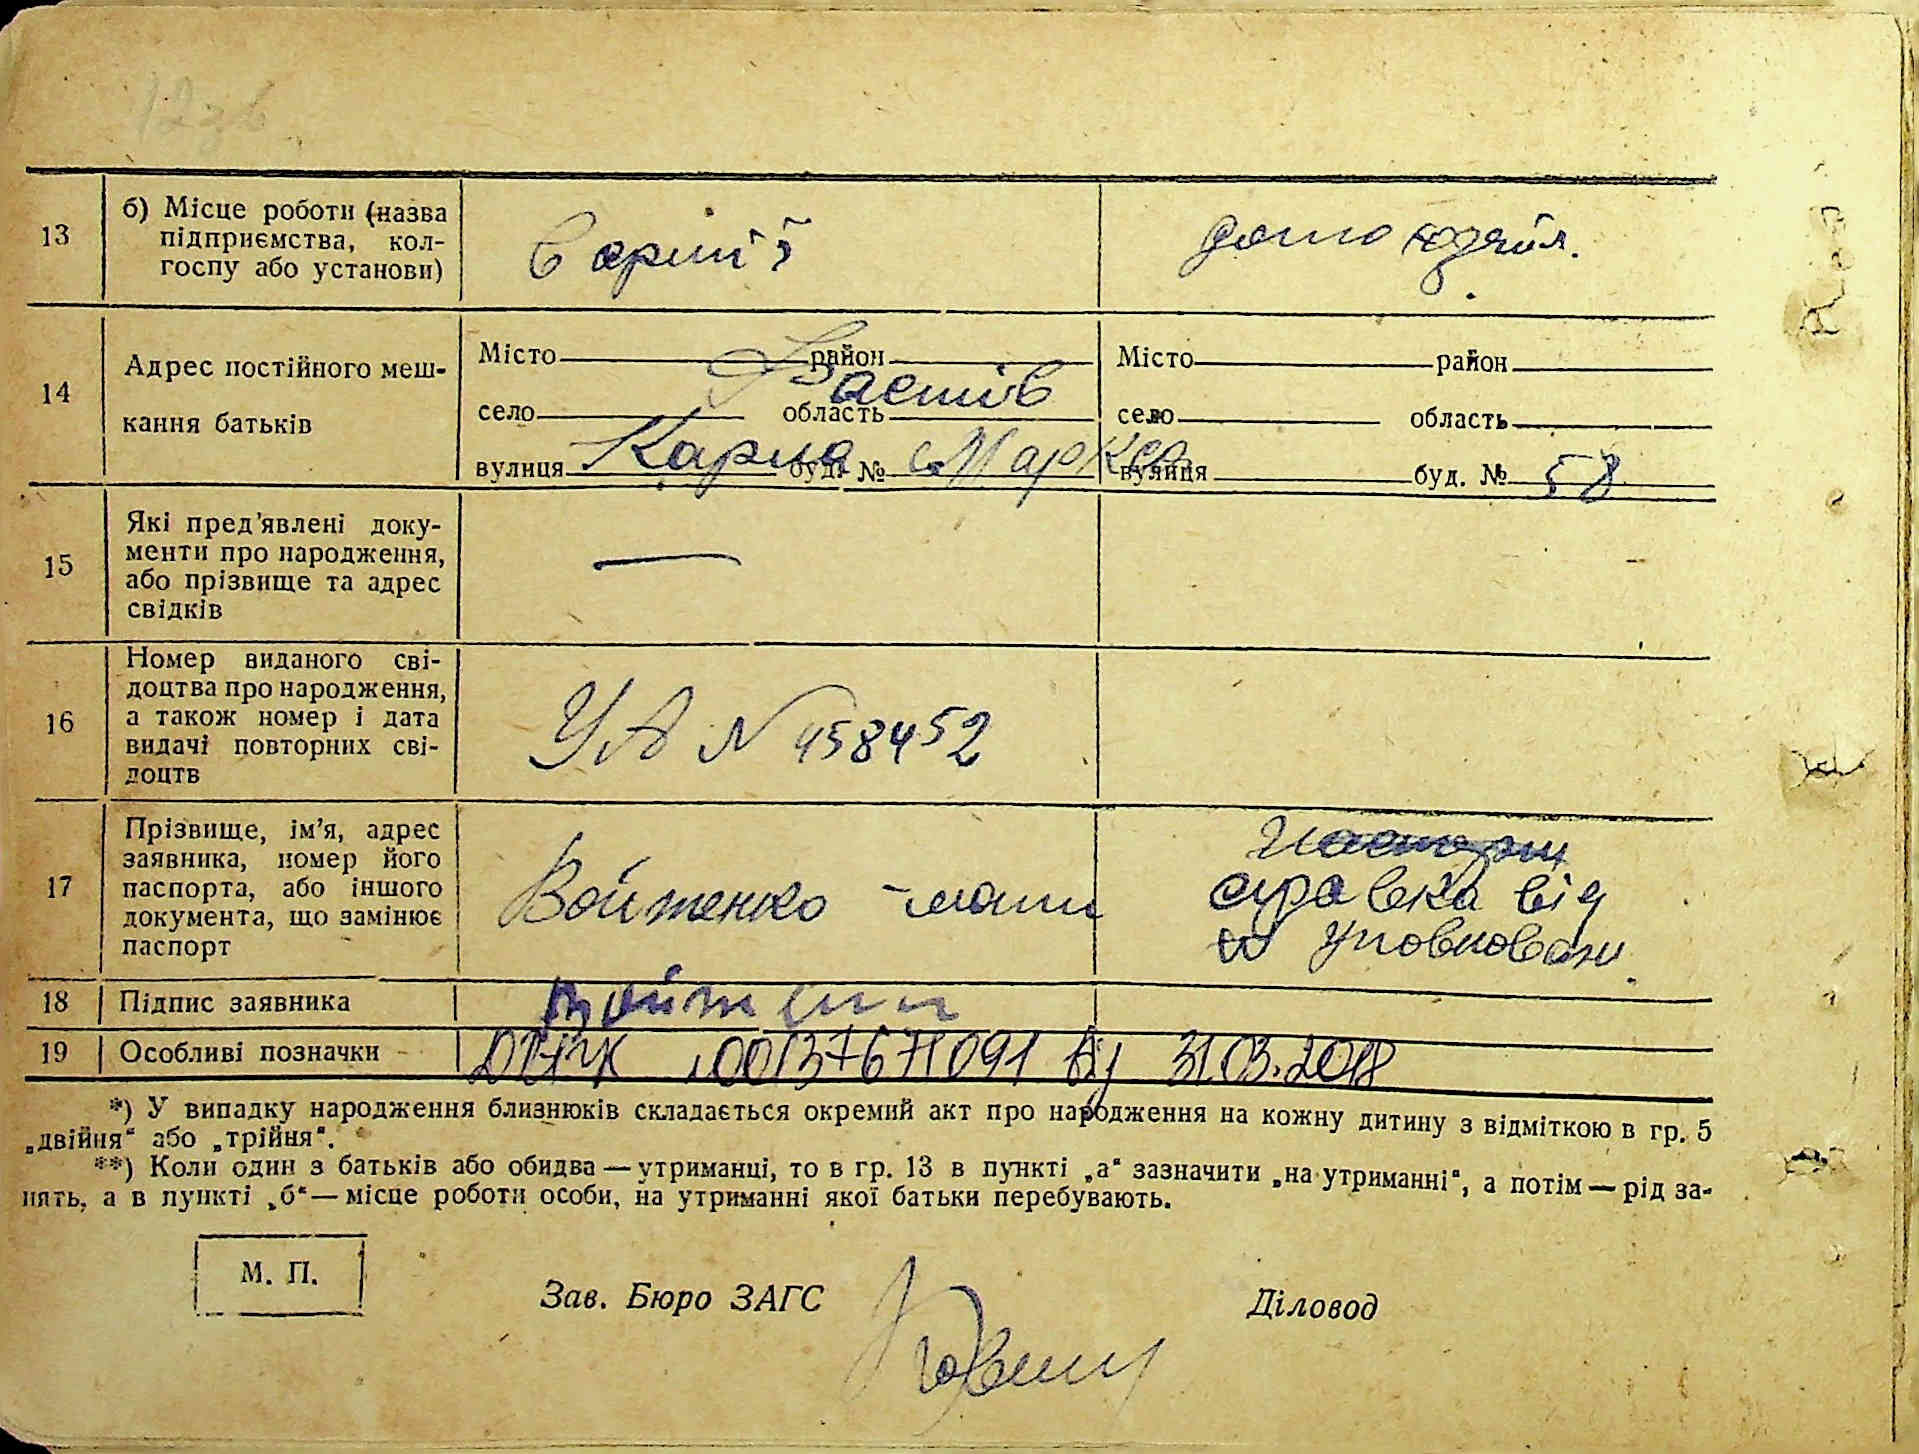 13
б) Місце роботи (назва
підприємства, кол-
госпу або установи)
в армії
домохозяйл.
14
Адрес постійного меш-
кання батьків
Місто район
Фастів
село область
вулиця Карла буд. № Маркса
Місто район
село область
вулиця буд. № 58
15
Які пред'явлені доку-
менти про народження,
або прізвище та адрес
свідків
—
16
Номер виданого сві-
доцтва про народження,
а також номер і дата
видачі повторних сві-
доцтв
УА N 458452
17
Прізвище, ім'я, адрес
заявника, номер його
паспорта, або іншого
документа, що замінює
паспорт
Войтенко - мати
паспорт
справка від
уповноваж.
18
Підпис заявника
19
Особливі позначки
00137671091 від 31.03.2018
*) У випадку народження близнюків складається окремий акт про народження на кожну дитину з відміткою в гр. 5
„двійня“ або „трійня“.
**) Коли один з батьків або обидва — утриманці, то в гр. 13 в пункті „а“ зазначити „на утриманні“, а потім — рід за-
нять, а в пункті „б“ — місце роботи особи, на утриманні якої батьки перебувають.
М. П.
Зав. Бюро ЗАГС
Діловод